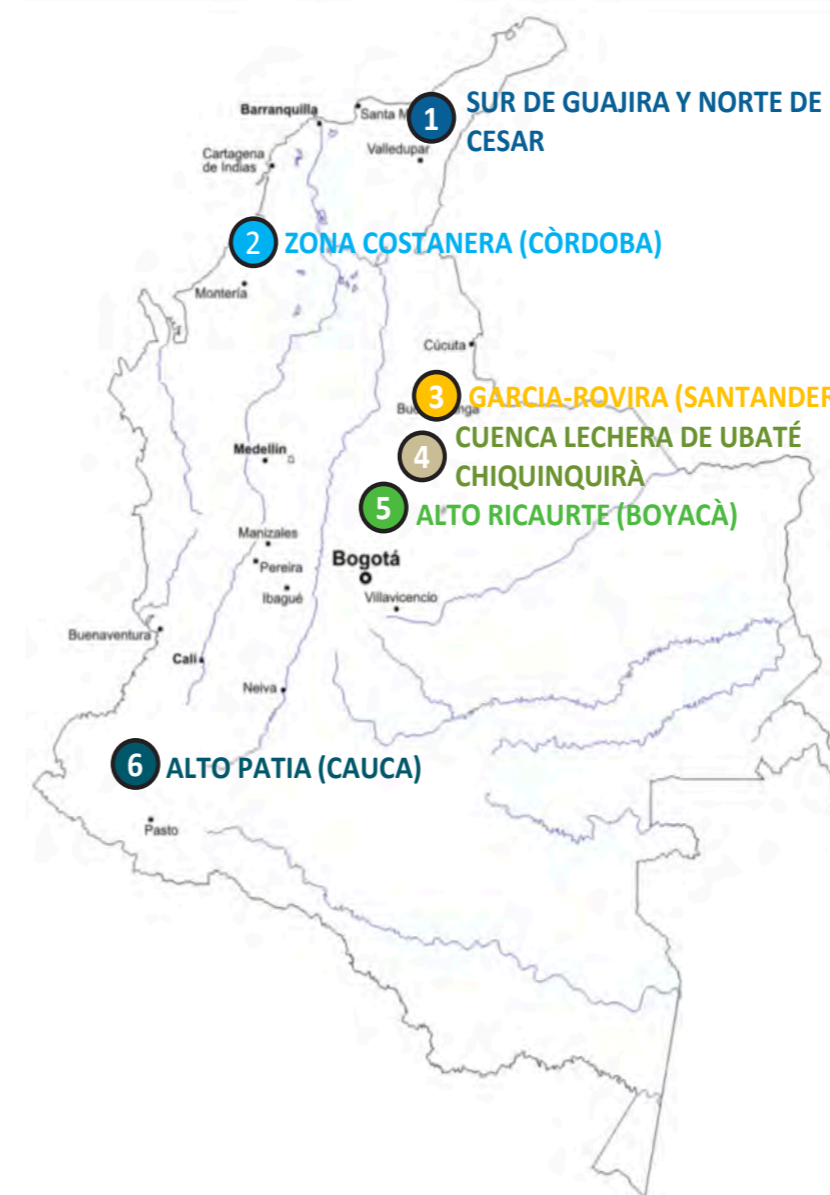 Barranquilla
Santa M
1
SUR DE GUAJIRA Y NORTE DE
CESAR
Cartagena
de Indias
Valledupar
2 ZONA COSTANERA (CÒRDOBA)
Montería
Cúcuta
3 GARCIA-ROVIRA (SANTANDER
Bu
nga
4
CUENCA LECHERA DE UBATÉ
CHIQUINQUIRÀ
Medellín
5 ALTO RICAURTE (BOYACÀ)
Manizales
Bogotá
Pereira
Ibagué
Villavicencio
Buenaventura
Cali
Neiva
6 ALTO PATIA (CAUCA)
Pasto